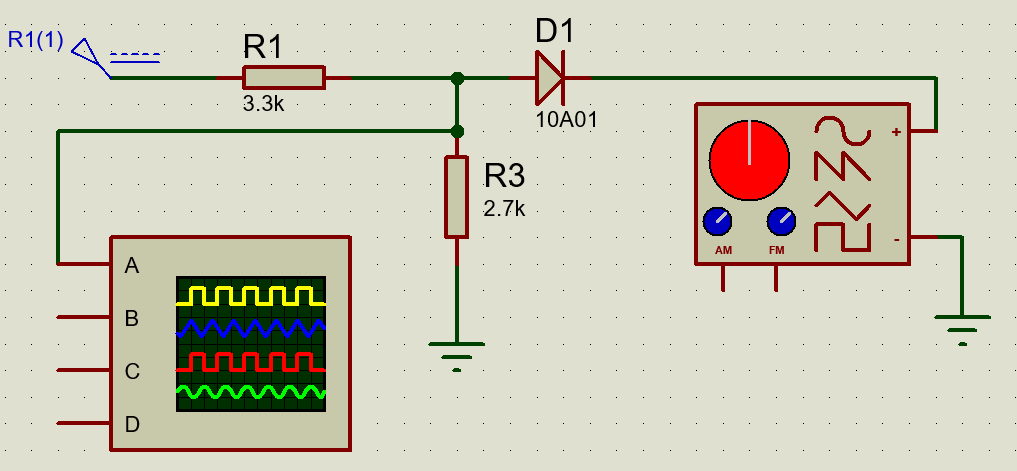 R1(1)
R1
3.3k
D1
10A01
+
-
AM
FM
R3
2.7k
A
B
C
D